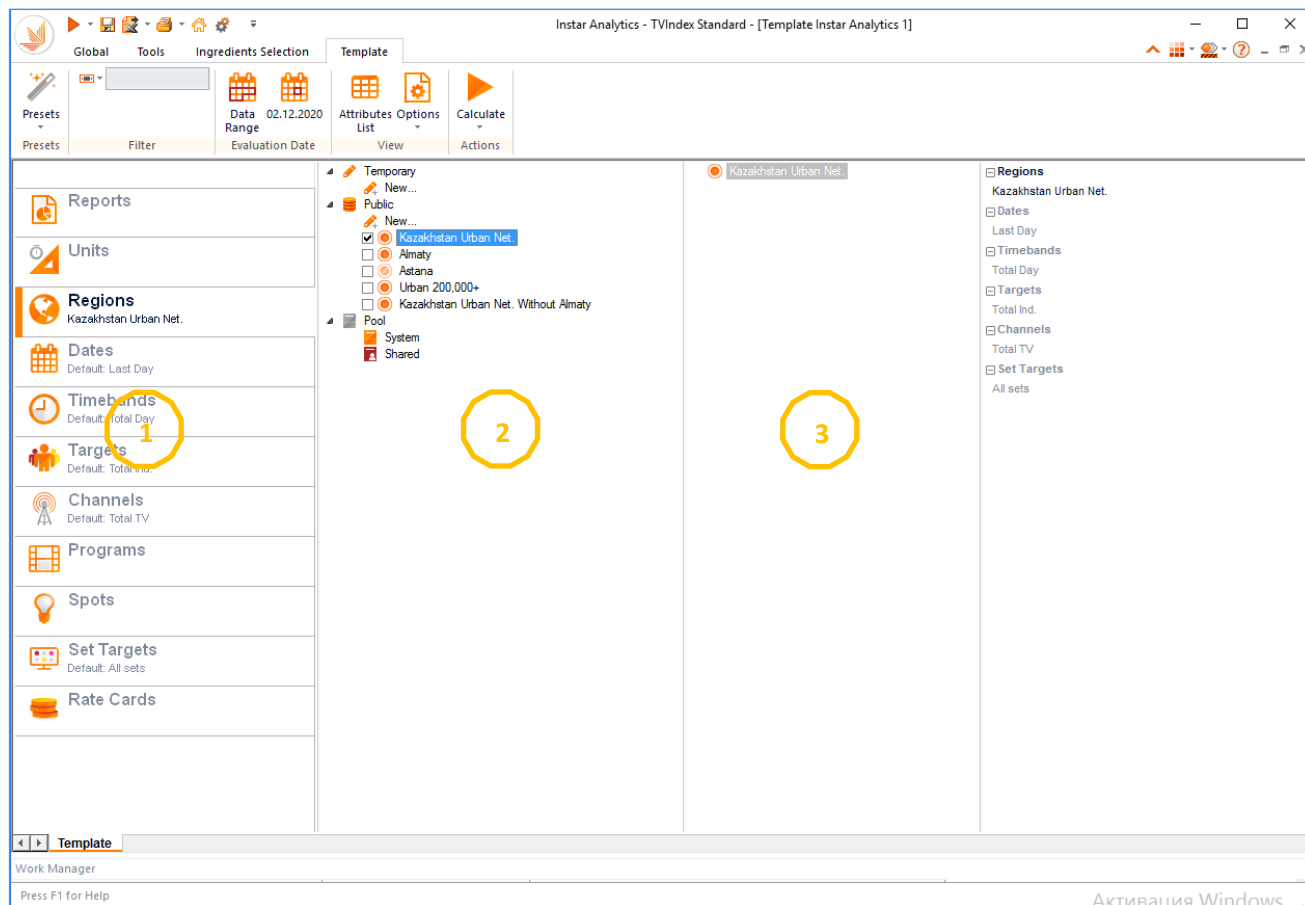 Instar Analytics - TVIndex Standard - [Template Instar Analytics 1]
Global Tools Ingredients Selection Template
Presets
Data Range 02.12.2020
Attributes List Options
Calculate
Presets Filter Evaluation Date View Actions
Reports
Units
Regions
Kazakhstan Urban Net.
Dates
Default: Last Day
Timebands
Default: Total Day
Targets
Default: Total Ind.
Channels
Default: Total TV
Programs
Spots
Set Targets
Default: All sets
Rate Cards
1
Temporary
New...
Public
New...
Kazakhstan Urban Net.
Almaty
Astana
Urban 200,000+
Kazakhstan Urban Net. Without Almaty
Pool
System
Shared
2
Kazakhstan Urban Net.
3
Regions
Kazakhstan Urban Net.
Dates
Last Day
Timebands
Total Day
Targets
Total Ind.
Channels
Total TV
Set Targets
All sets
Template
Work Manager
Press F1 for Help
Активация Windows